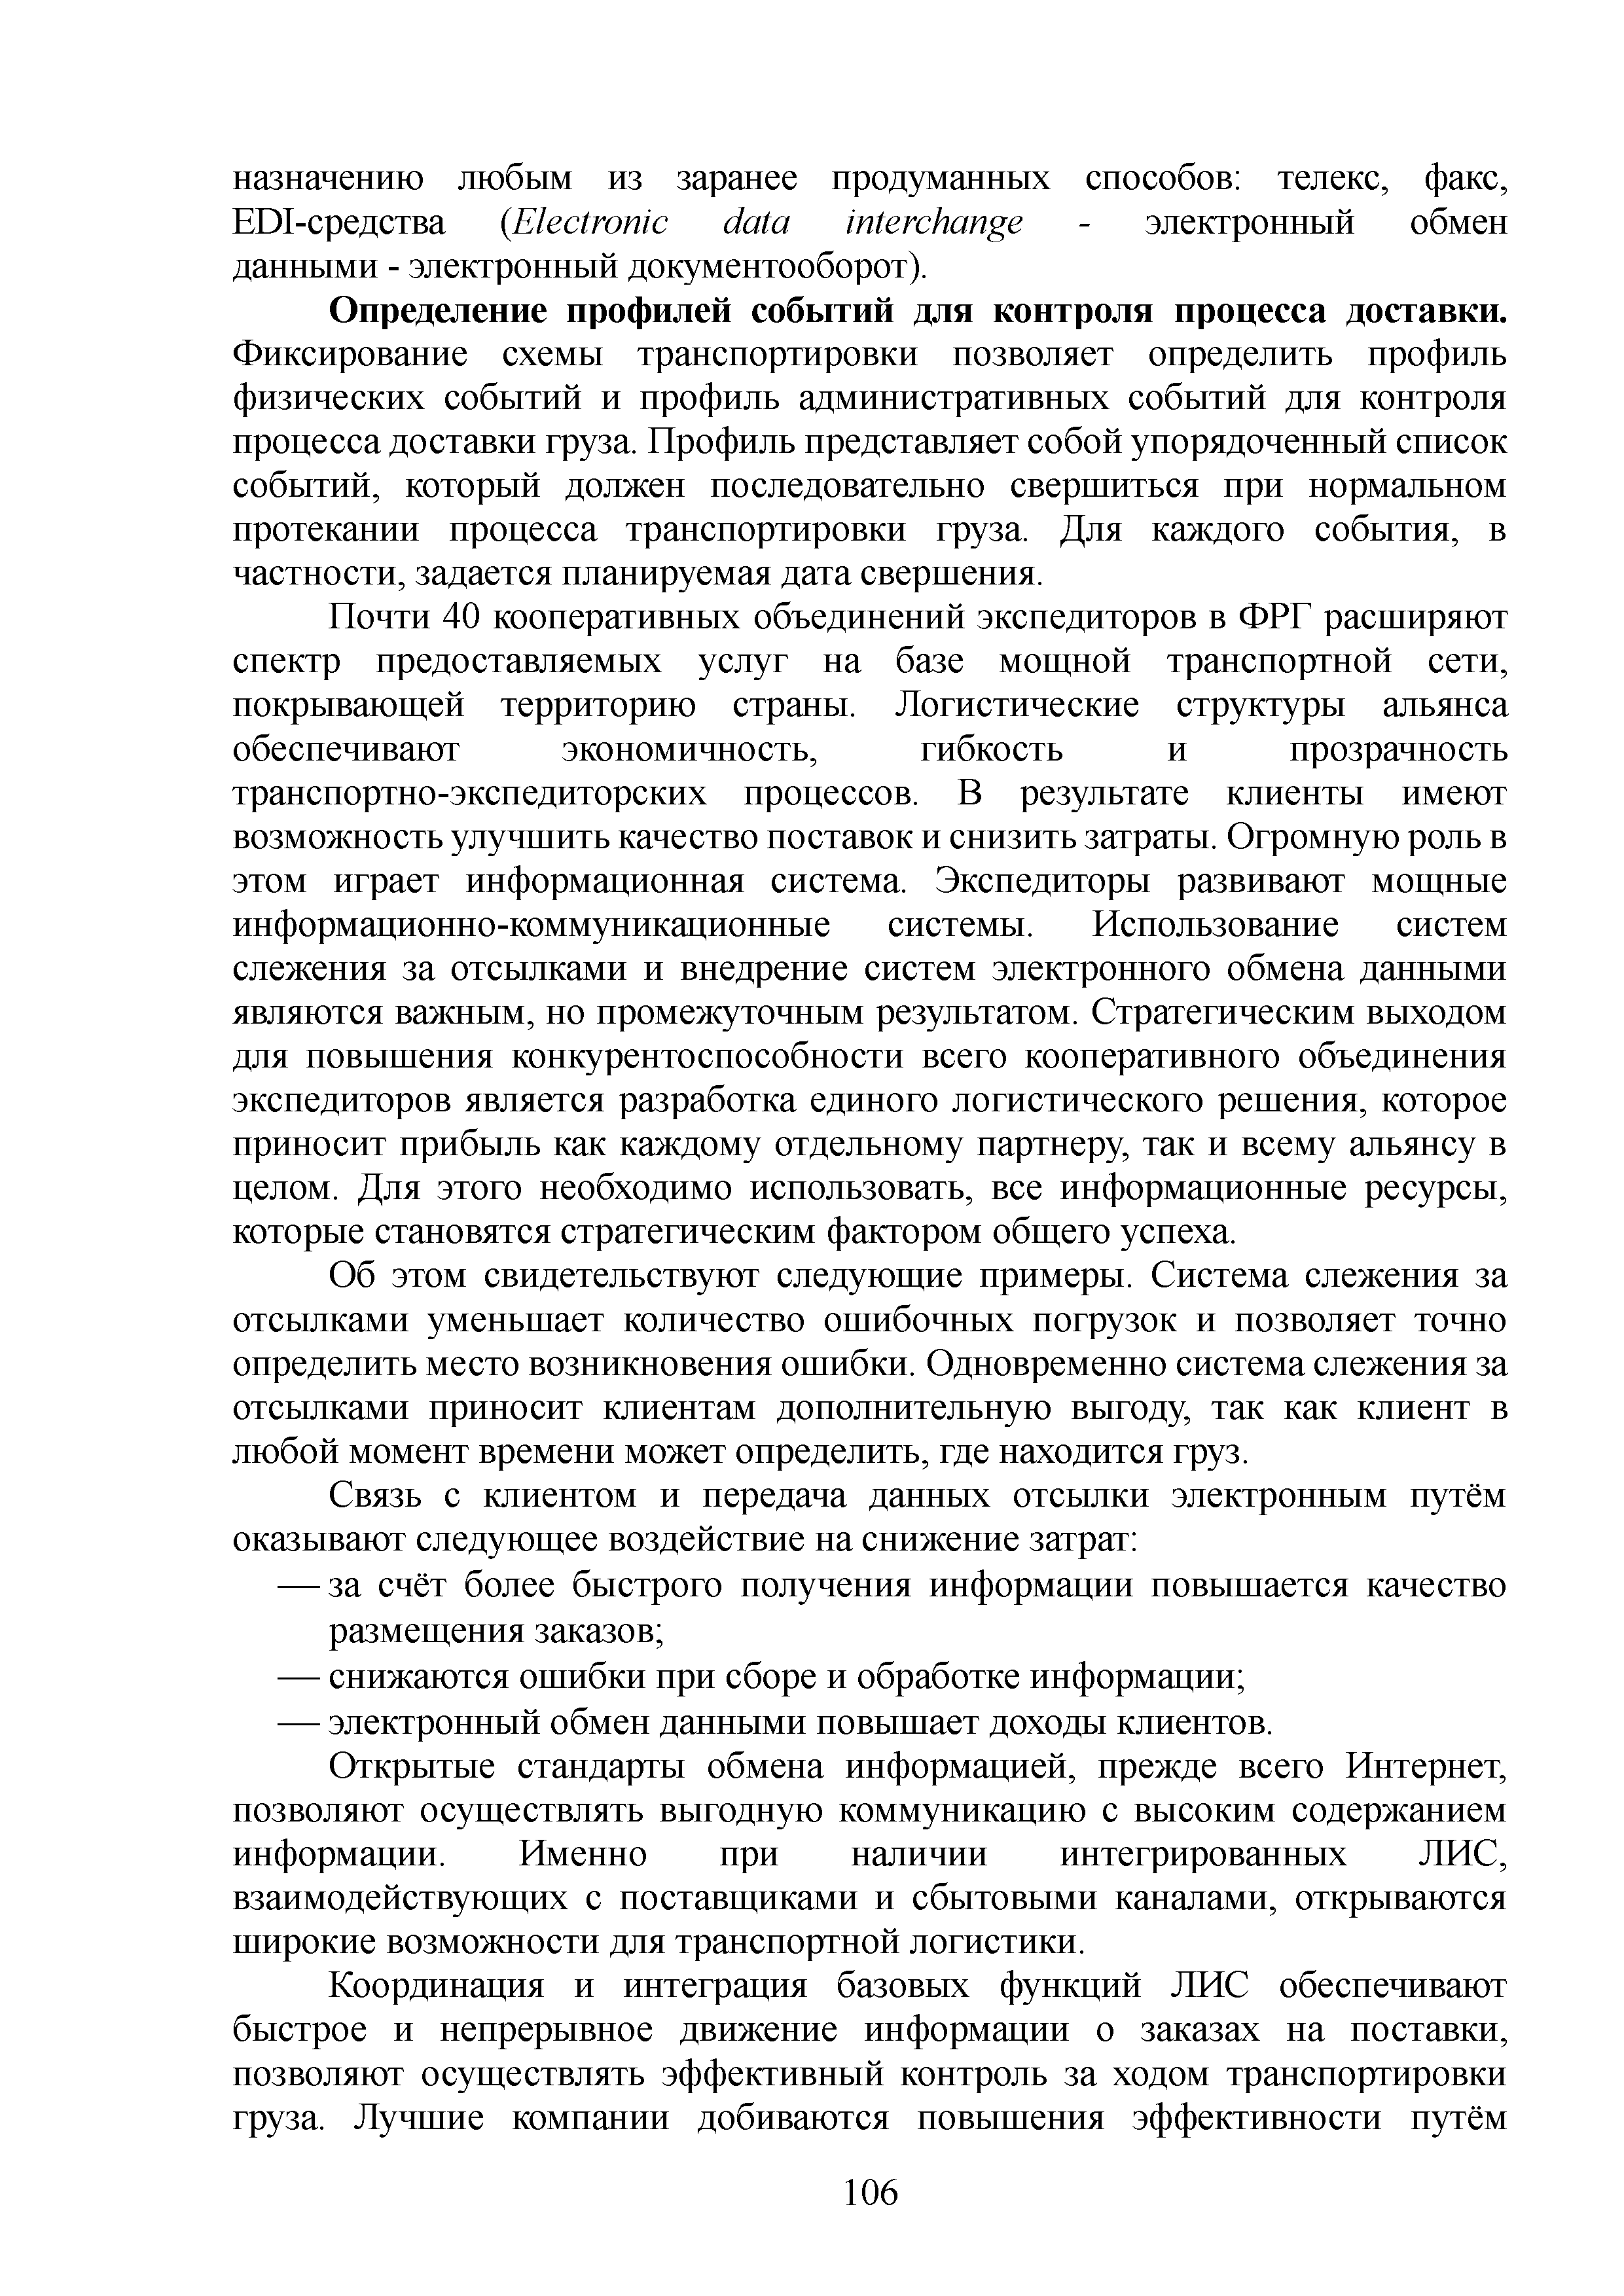 назначению любым из заранее продуманных способов: телекс, факс,
EDI-средства (Electronic data interchange - электронный обмен
данными - электронный документооборот).
Определение профилей событий для контроля процесса доставки.
Фиксирование схемы транспортировки позволяет определить профиль
физических событий и профиль административных событий для контроля
процесса доставки груза. Профиль представляет собой упорядоченный список
событий, который должен последовательно свершиться при нормальном
протекании процесса транспортировки груза. Для каждого события, в
частности, задается планируемая дата свершения.
Почти 40 кооперативных объединений экспедиторов в ФРГ расширяют
спектр предоставляемых услуг на базе мощной транспортной сети,
покрывающей территорию страны. Логистические структуры альянса
обеспечивают экономичность, гибкость и прозрачность
транспортно-экспедиторских процессов. В результате клиенты имеют
возможность улучшить качество поставок и снизить затраты. Огромную роль в
этом играет информационная система. Экспедиторы развивают мощные
информационно-коммуникационные системы. Использование систем
слежения за отсылками и внедрение систем электронного обмена данными
являются важным, но промежуточным результатом. Стратегическим выходом
для повышения конкурентоспособности всего кооперативного объединения
экспедиторов является разработка единого логистического решения, которое
приносит прибыль как каждому отдельному партнеру, так и всему альянсу в
целом. Для этого необходимо использовать, все информационные ресурсы,
которые становятся стратегическим фактором общего успеха.
Об этом свидетельствуют следующие примеры. Система слежения за
отсылками уменьшает количество ошибочных погрузок и позволяет точно
определить место возникновения ошибки. Одновременно система слежения за
отсылками приносит клиентам дополнительную выгоду, так как клиент в
любой момент времени может определить, где находится груз.
Связь с клиентом и передача данных отсылки электронным путём
оказывают следующее воздействие на снижение затрат:
— за счёт более быстрого получения информации повышается качество
размещения заказов;
— снижаются ошибки при сборе и обработке информации;
— электронный обмен данными повышает доходы клиентов.
Открытые стандарты обмена информацией, прежде всего Интернет,
позволяют осуществлять выгодную коммуникацию с высоким содержанием
информации. Именно при наличии интегрированных ЛИС,
взаимодействующих с поставщиками и сбытовыми каналами, открываются
широкие возможности для транспортной логистики.
Координация и интеграция базовых функций ЛИС обеспечивают
быстрое и непрерывное движение информации о заказах на поставки,
позволяют осуществлять эффективный контроль за ходом транспортировки
груза. Лучшие компании добиваются повышения эффективности путём
106